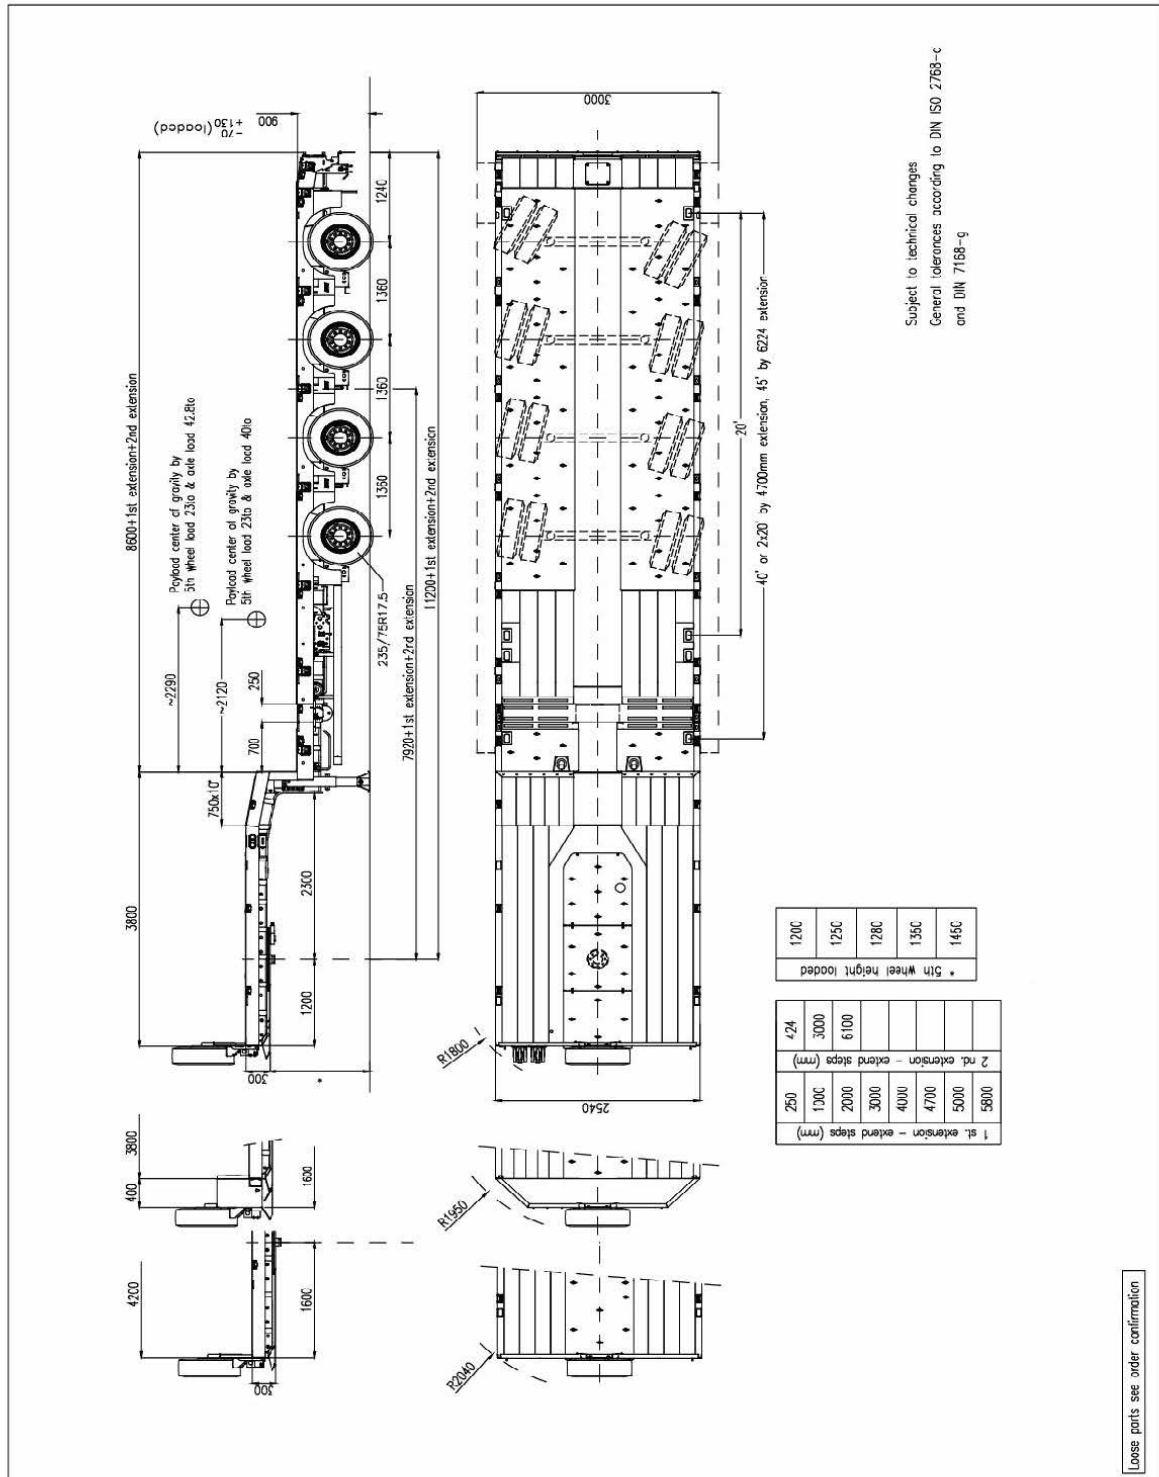 -70
+130 (loaded)
900
8600+1st extension+2nd extension
Payload center of gravity by
5th wheel load 23to & axle load 42.8to
Payload center of gravity by
5th wheel load 23to & axle load 40to
~2290
~2120
250
700
750x10°
3800
1240
1360
1360
1360
235/75R17.5
7920+1st extension+2rd extension
11200+1st extension+2nd extension
2300
1200
300
*
3000
20'
40' or 2x20' by 4700mm extension, 45' by 6224 extension
R1800
2540
3800
400
1600
R1950
4200
1600
300
R2040
Subject to technical changes
General tolerances according to DIN ISO 2768-c
and DIN 7168-g
* 5th wheel height loaded
1200
1250
1280
1350
1450
1 st. extension - extend steps (mm)
250
1000
2000
3000
4000
4700
5000
5800
2 nd. extension - extend steps (mm)
424
3000
6100
Loose parts see order confirmation